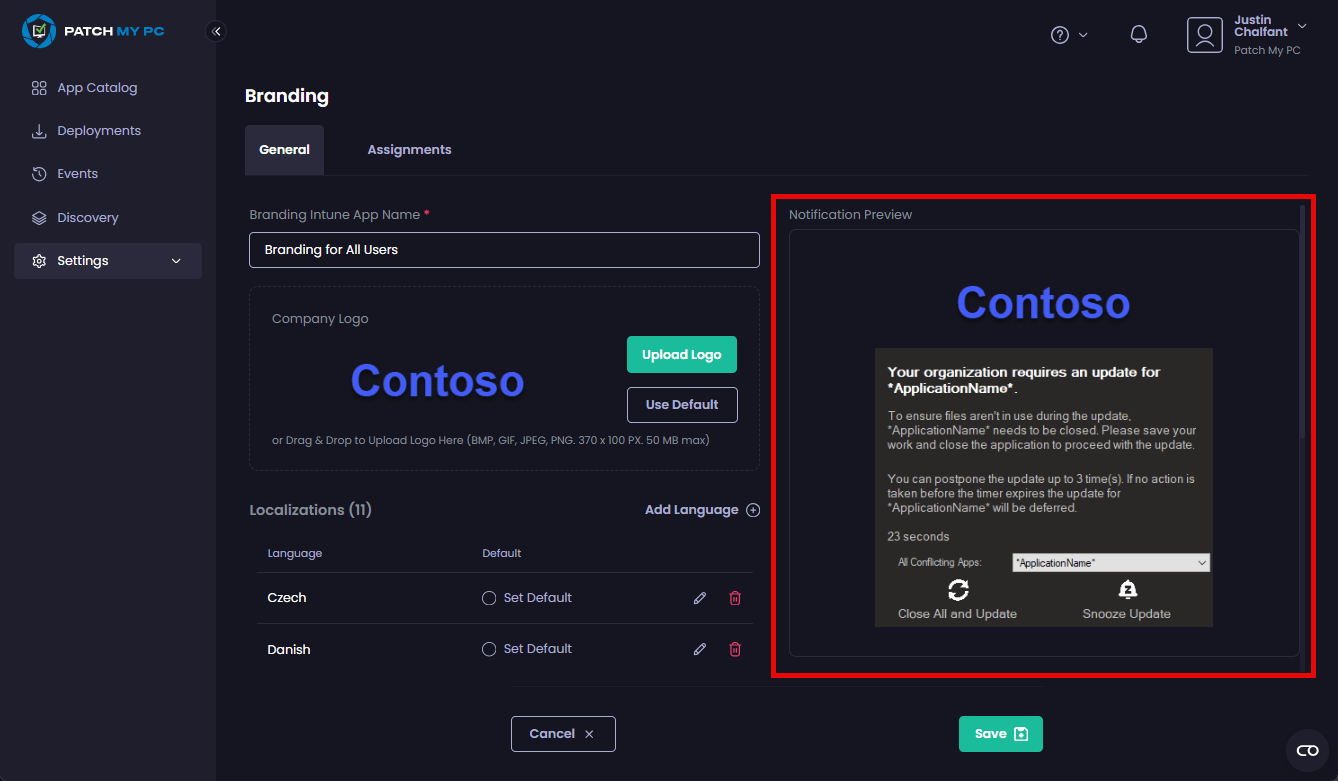 PATCH MY PC
Justin
Chalfant
Patch My PC
App Catalog
Deployments
Events
Discovery
Settings
Branding
General
Assignments
Branding Intune App Name *
Branding for All Users
Company Logo
Contoso
Upload Logo
Use Default
or Drag & Drop to Upload Logo Here (BMP, GIF, JPEG, PNG. 370 x 100 PX. 50 MB max)
Localizations (11)
Add Language
Language Default
Czech Set Default
Danish Set Default
Notification Preview
Contoso
Your organization requires an update for
*ApplicationName*.
To ensure files aren't in use during the update,
*ApplicationName* needs to be closed. Please save your
work and close the application to proceed with the update.
You can postpone the update up to 3 time(s). If no action is
taken before the timer expires the update for
*ApplicationName* will be deferred.
23 seconds
All Conflicting Apps: *ApplicationName*
Close All and Update Snooze Update
Cancel
Save